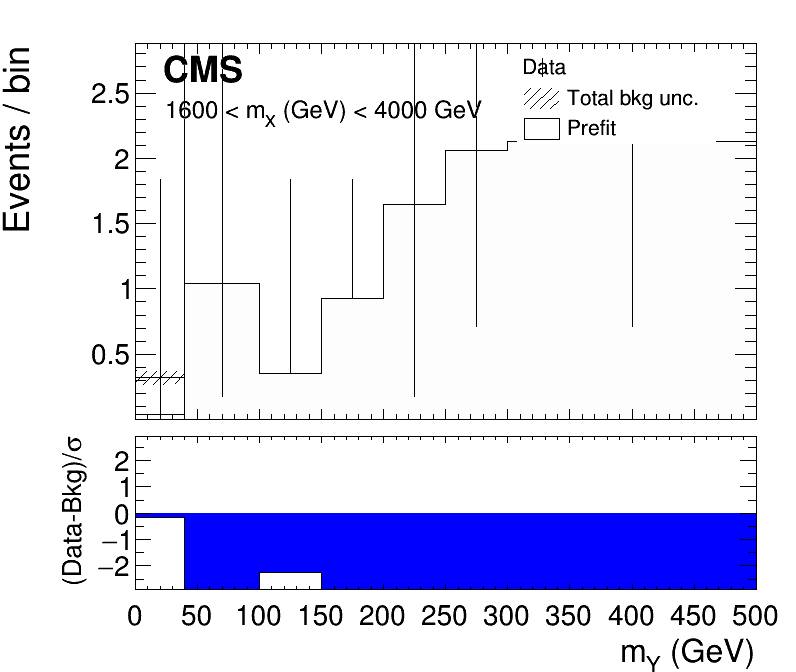 Events / bin
CMS
1600 < mX (GeV) < 4000 GeV
Data
Total bkg unc.
Prefit
2.5
2
1.5
1
0.5
(Data-Bkg)/σ
2
1
0
−1
−2
0 50 100 150 200 250 300 350 400 450 500
mY (GeV)